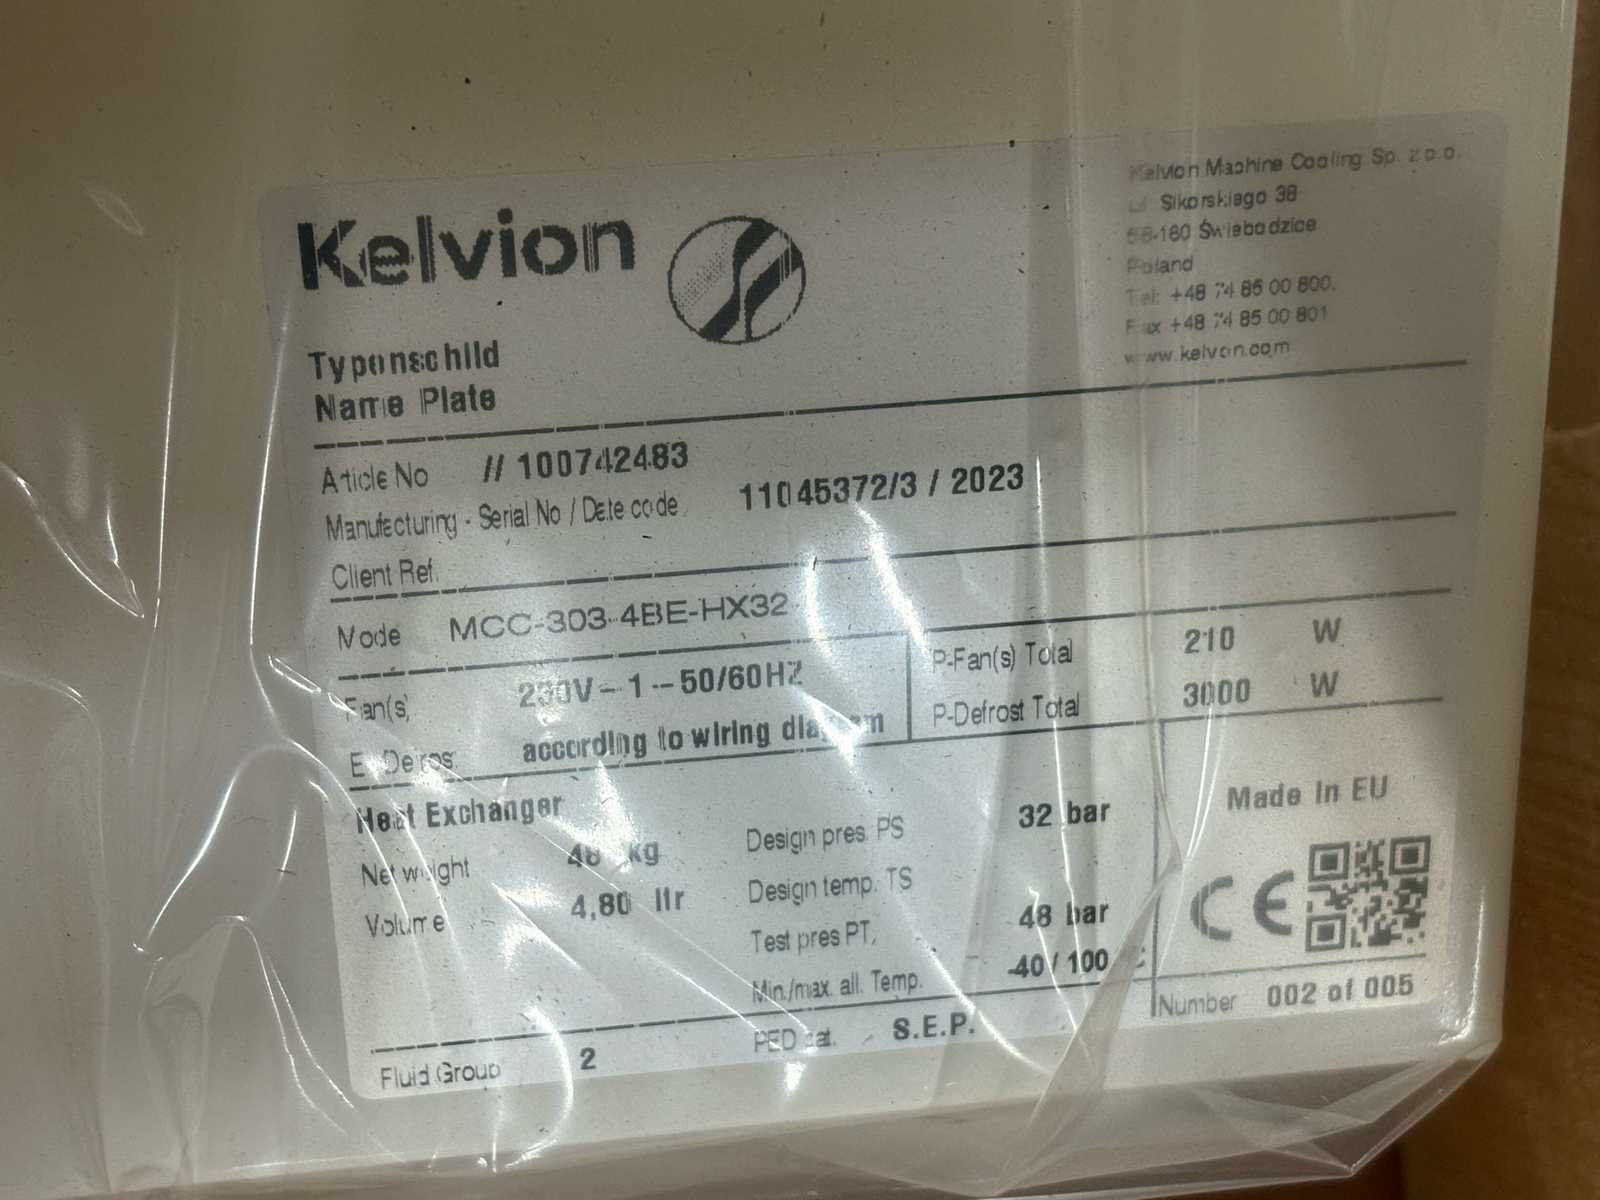 Kelvion
Kelvion Machine Cooling Sp. z o.o.
ul. Sikorskiego 38
58-160 Świebodzice
Poland
Tel: +48 74 85 00 800,
Fax +48 74 85 00 801
www.kelvion.com
Typenschild
Name Plate
Article No // 100742483
Manufacturing - Serial No / Date code 11045372/3 / 2023
Client Ref.
Model MCC-303-4BE-HX32
Fan(s) 230V – 1 – 50/60HZ
P-Fan(s) Total 210 W
according to wiring diagram
P-Defrost Total 3000 W
Heat Exchanger
Net weight 48 kg
Volume 4,80 ltr
Design pres. PS 32 bar
Design temp. TS
Test pres PT, 48 bar
Min./max. all. Temp. -40 / 100 C
Made in EU
CE
Number 002 of 005
Fluid Group 2
PED cat. S.E.P.